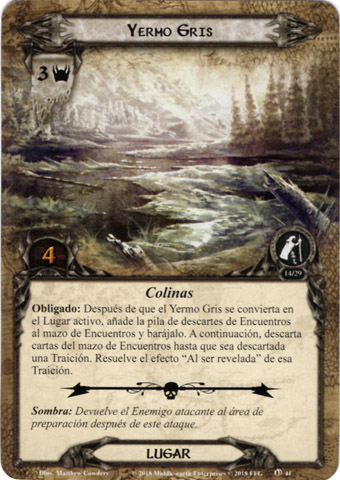 Yermo Gris
3
4
14/29
Colinas
Obligado: Después de que el Yermo Gris se convierta en
el Lugar activo, añade la pila de descartes de Encuentros
al mazo de Encuentros y barájalo. A continuación, descarta
cartas del mazo de Encuentros hasta que sea descartada
una Traición. Resuelve el efecto “Al ser revelada” de esa
Traición.
Sombra: Devuelve el Enemigo atacante al área de
preparación después de este ataque.
LUGAR
Ilus. Matthew Cowdery © 2018 Middle-earth Enterprises © 2018 FFG 41